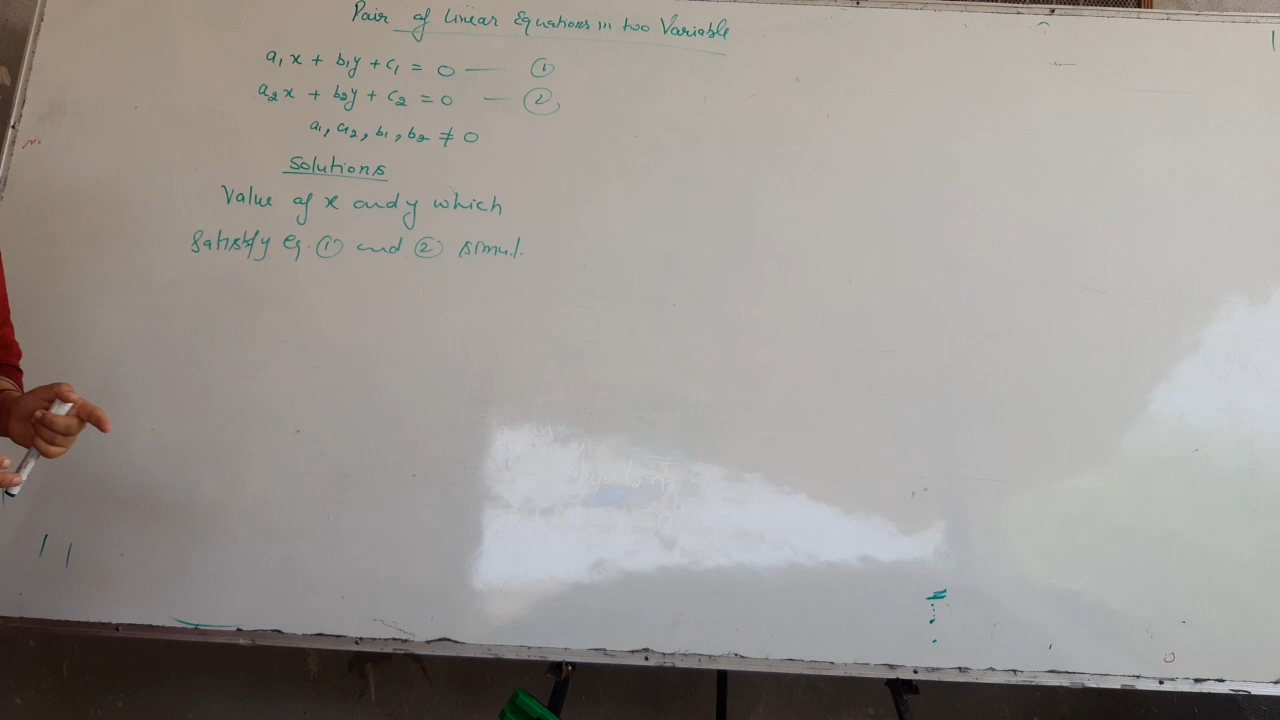 Pair of Linear Equations in two Variable
a₁x + b₁y + c₁ = 0 — ①
a₂x + b₂y + c₂ = 0 — ②
a₁, a₂, b₁, b₂ ≠ 0
Solutions
Value of x and y which
Satisfy eq. ① and ② simul.